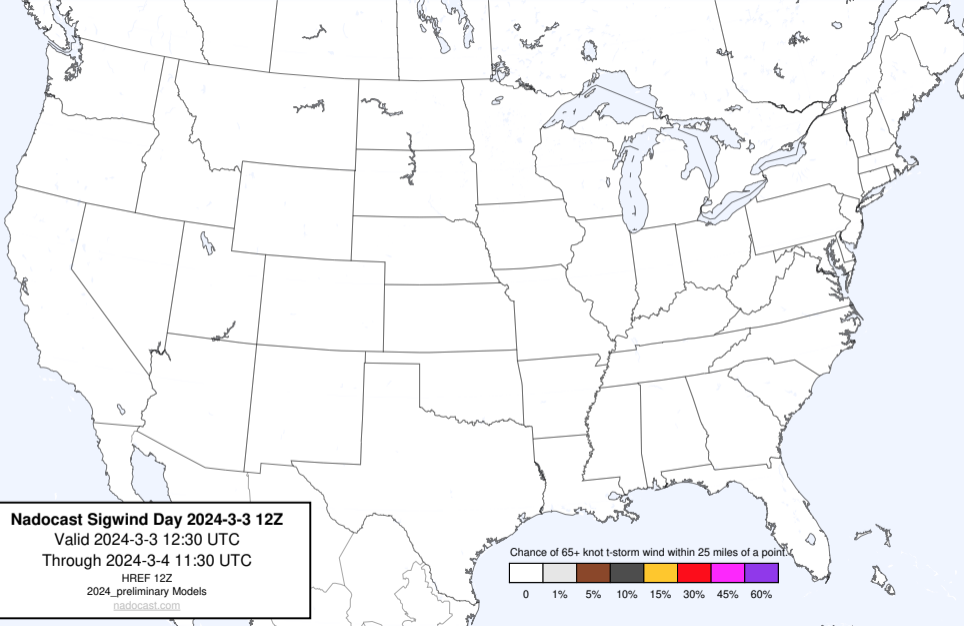 Nadocast Sigwind Day 2024-3-3 12Z
Valid 2024-3-3 12:30 UTC
Through 2024-3-4 11:30 UTC
HREF 12Z
2024_preliminary Models
nadocast.com
Chance of 65+ knot t-storm wind within 25 miles of a point.
0 1% 5% 10% 15% 30% 45% 60%